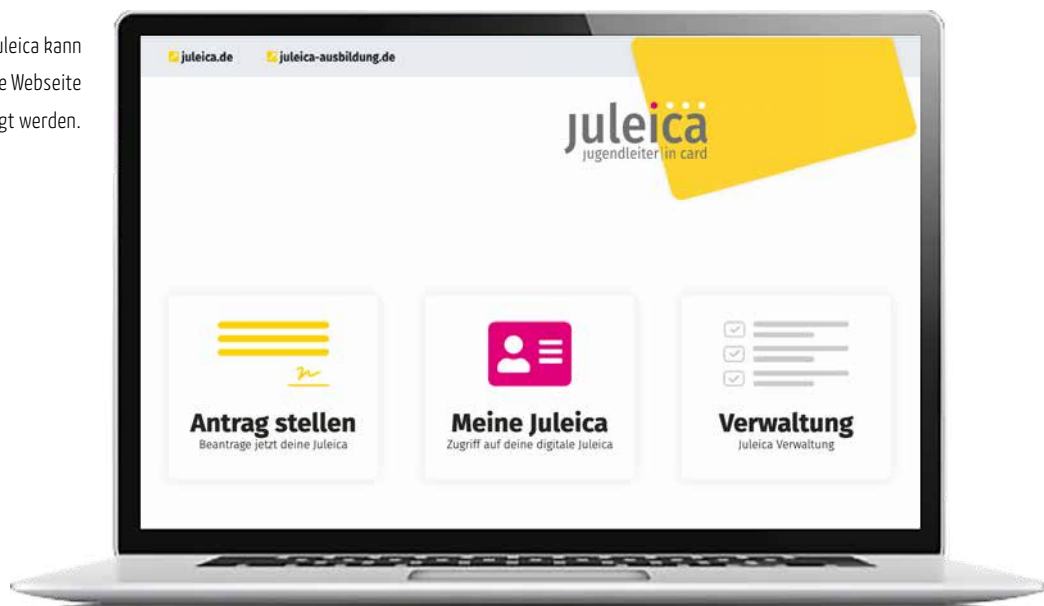 uleica kann
e Webseite
gt werden.
juleica.de juleica-ausbildung.de
juleica
jugendleiter|in card
Antrag stellen
Beantrage jetzt deine Juleica
Meine Juleica
Zugriff auf deine digitale Juleica
Verwaltung
Juleica Verwaltung